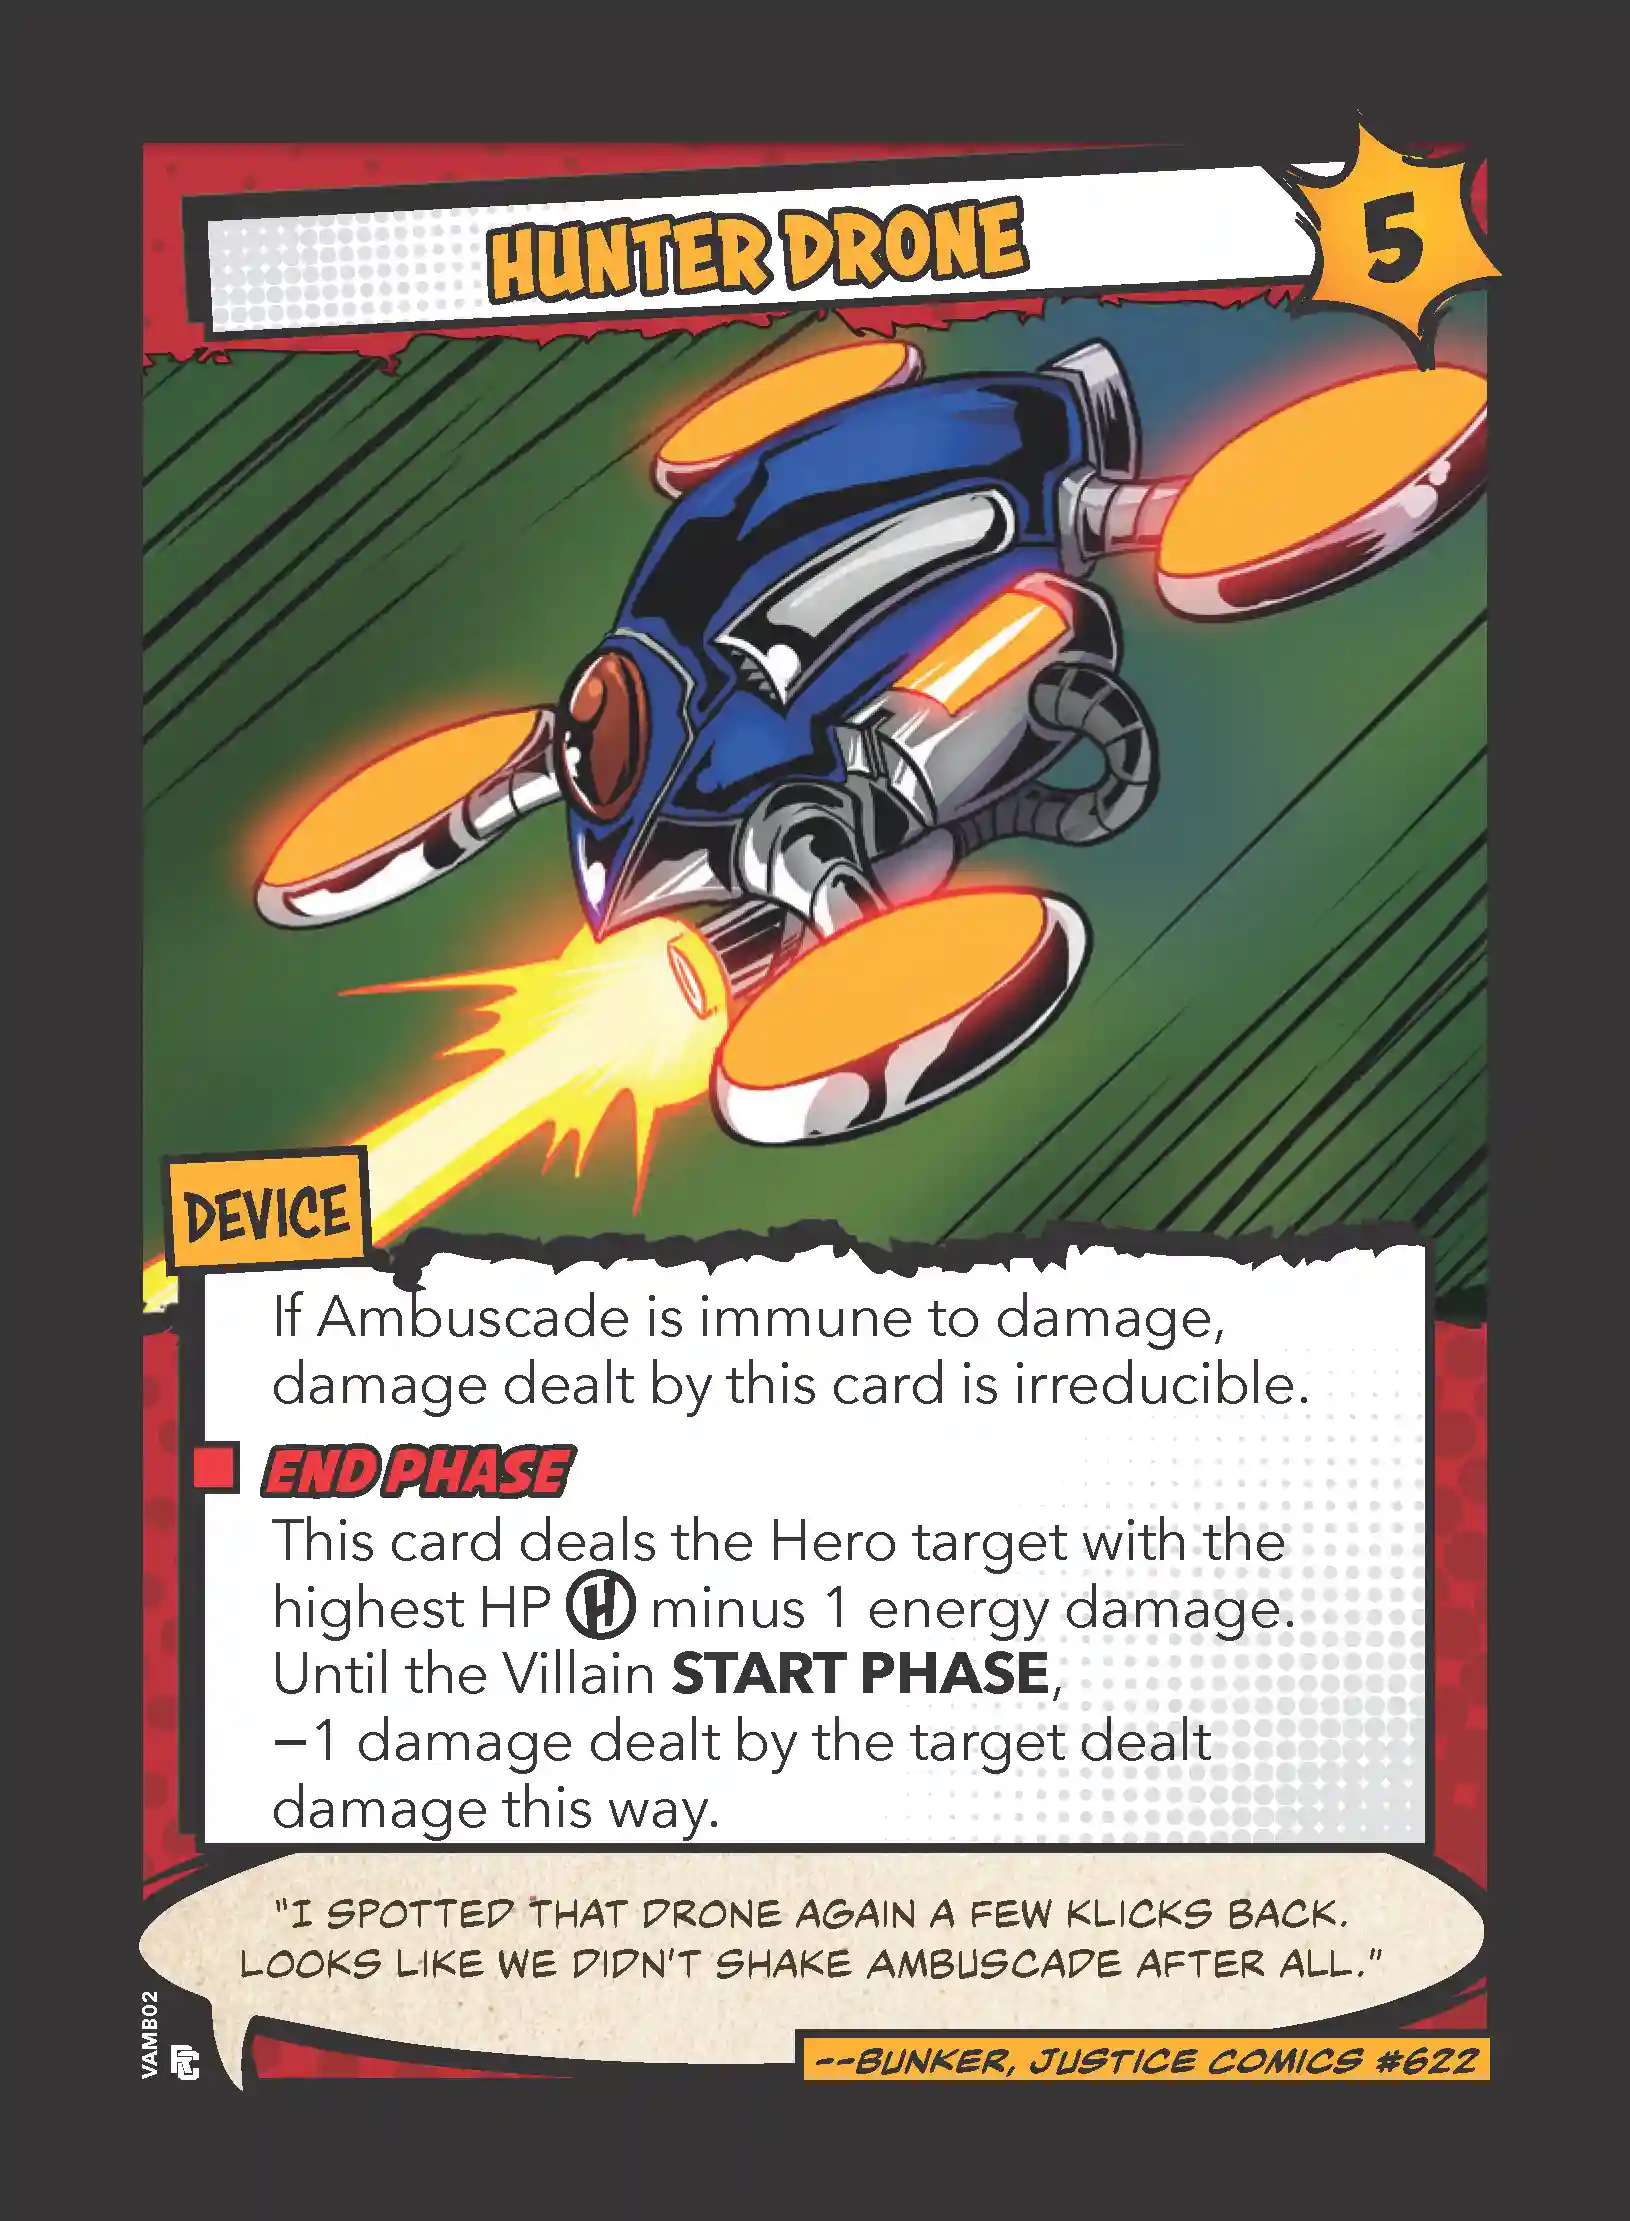 HUNTER DRONE
5
DEVICE
If Ambuscade is immune to damage,
damage dealt by this card is irreducible.
END PHASE
This card deals the Hero target with the
highest HP Ⓗ minus 1 energy damage.
Until the Villain START PHASE,
−1 damage dealt by the target dealt
damage this way.
"I SPOTTED THAT DRONE AGAIN A FEW KLICKS BACK.
LOOKS LIKE WE DIDN'T SHAKE AMBUSCADE AFTER ALL."
--BUNKER, JUSTICE COMICS #622
VAMB02